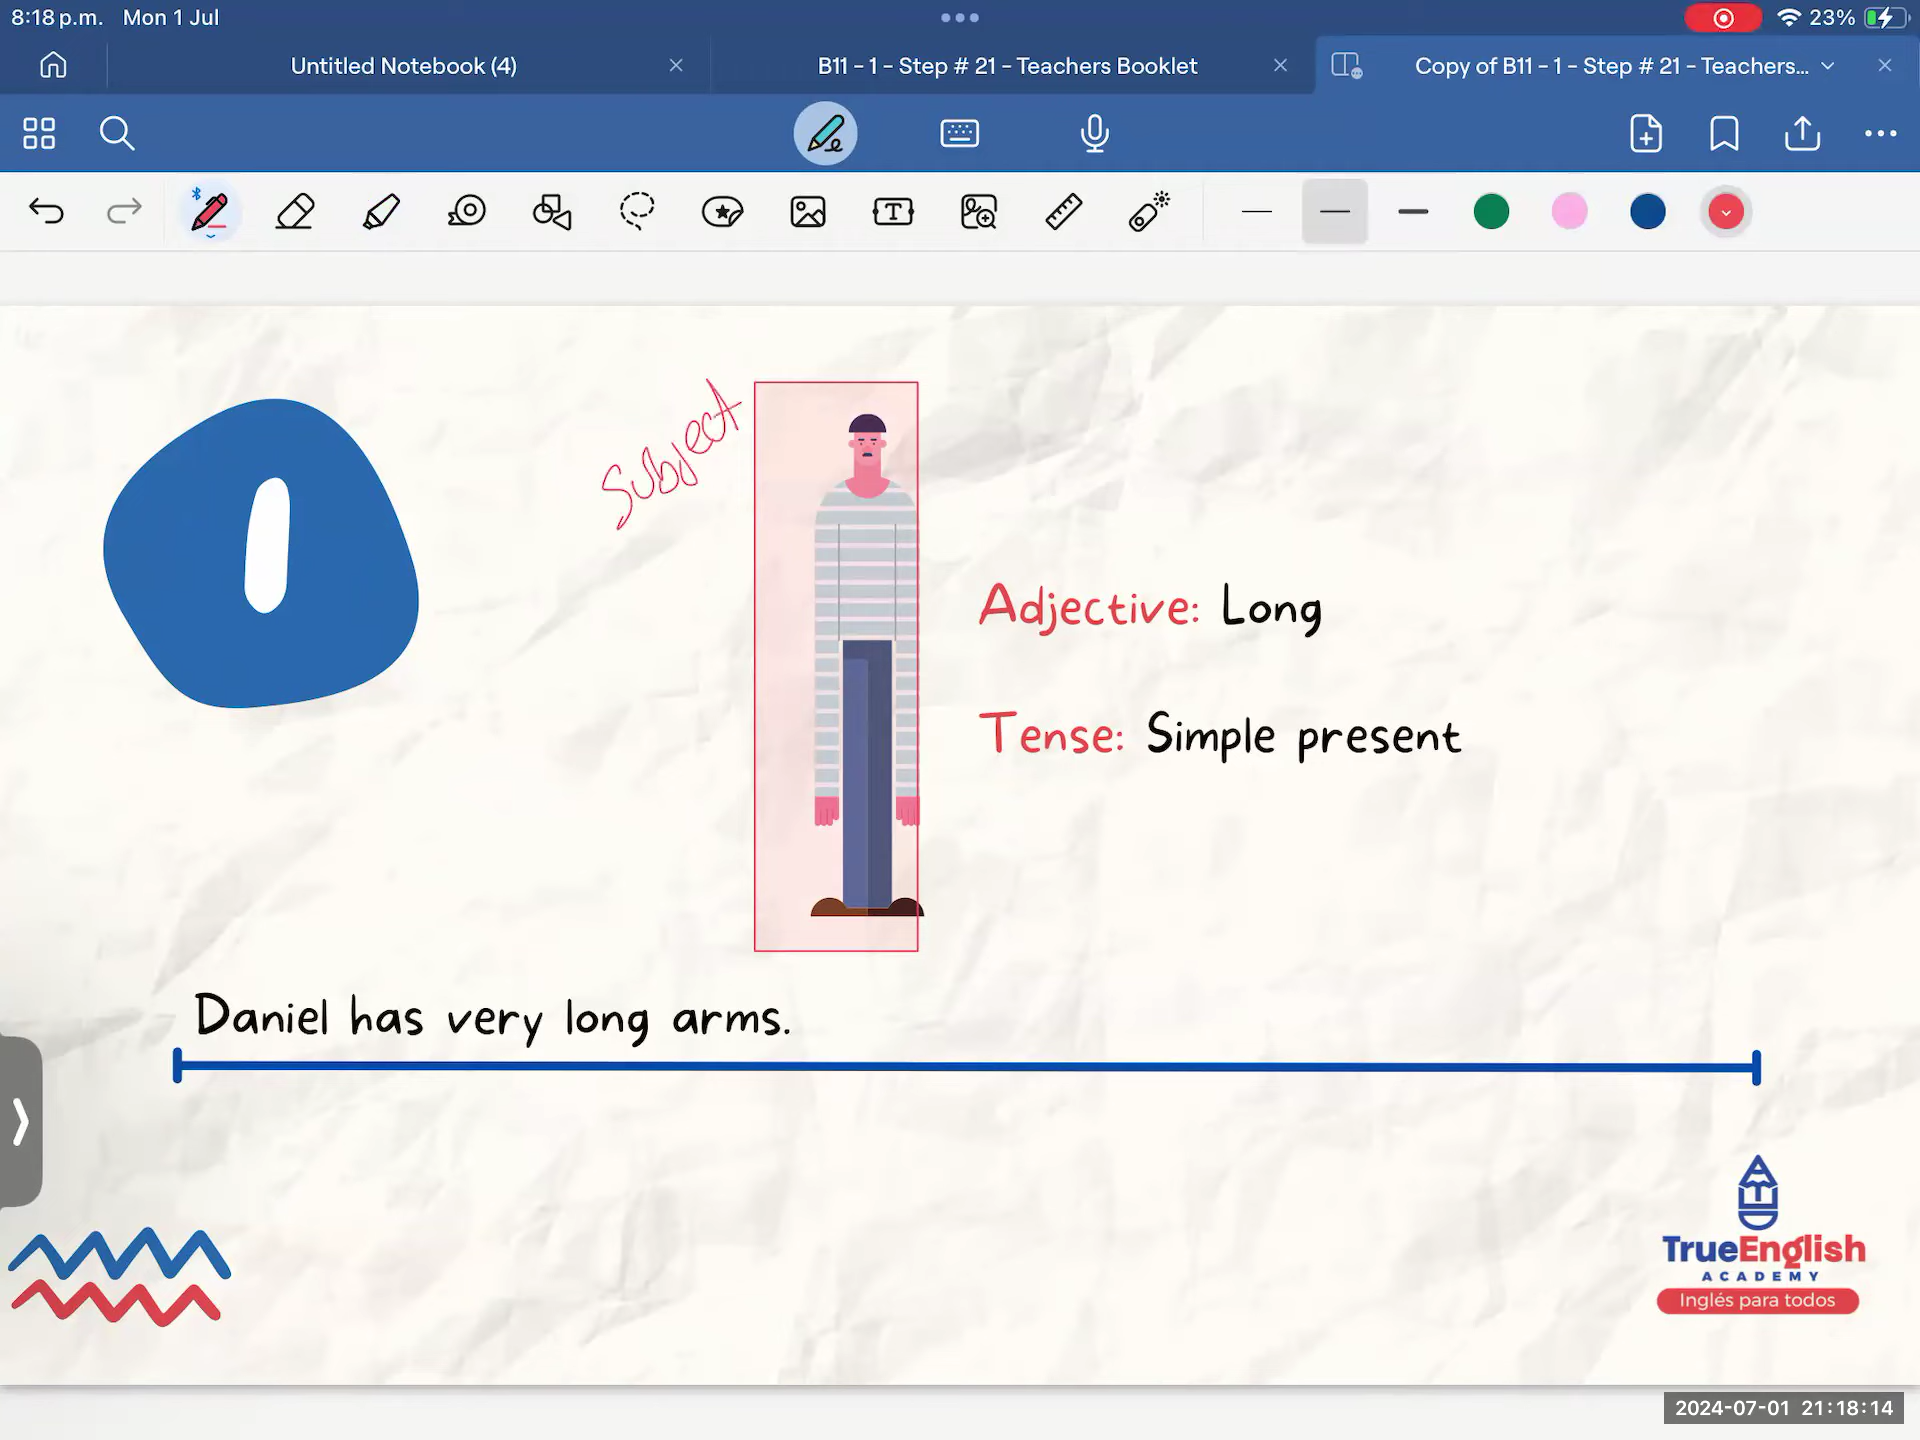 8:18 p.m. Mon 1 Jul
23%
Untitled Notebook (4)
B11 - 1 - Step # 21 - Teachers Booklet
Copy of B11 - 1 - Step # 21 - Teachers...
Subject
1
Adjective: Long
Tense: Simple present
Daniel has very long arms.
TrueEnglish
ACADEMY
Inglés para todos
2024-07-01 21:18:14